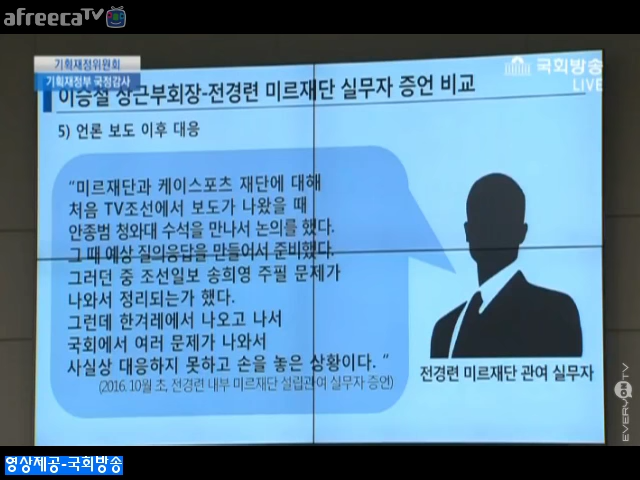 afreecaTV
기획재정위원회
기획재정부 국정감사
국회방송
LIVE
이승철 상근부회장-전경련 미르재단 실무자 증언 비교
5) 언론 보도 이후 대응
“미르재단과 케이스포츠 재단에 대해
처음 TV조선에서 보도가 나왔을 때
안종범 청와대 수석을 만나서 논의를 했다.
그 때 예상 질의응답을 만들어서 준비했다.
그러던 중 조선일보 송희영 주필 문제가
나와서 정리되는가 했다.
그런데 한겨레에서 나오고 나서
국회에서 여러 문제가 나와서
사실상 대응하지 못하고 손을 놓은 상황이다. ”
(2016. 10월 초, 전경련 내부 미르재단 설립관여 실무자 증언)
전경련 미르재단 관여 실무자
EVERYONTV
영상제공-국회방송